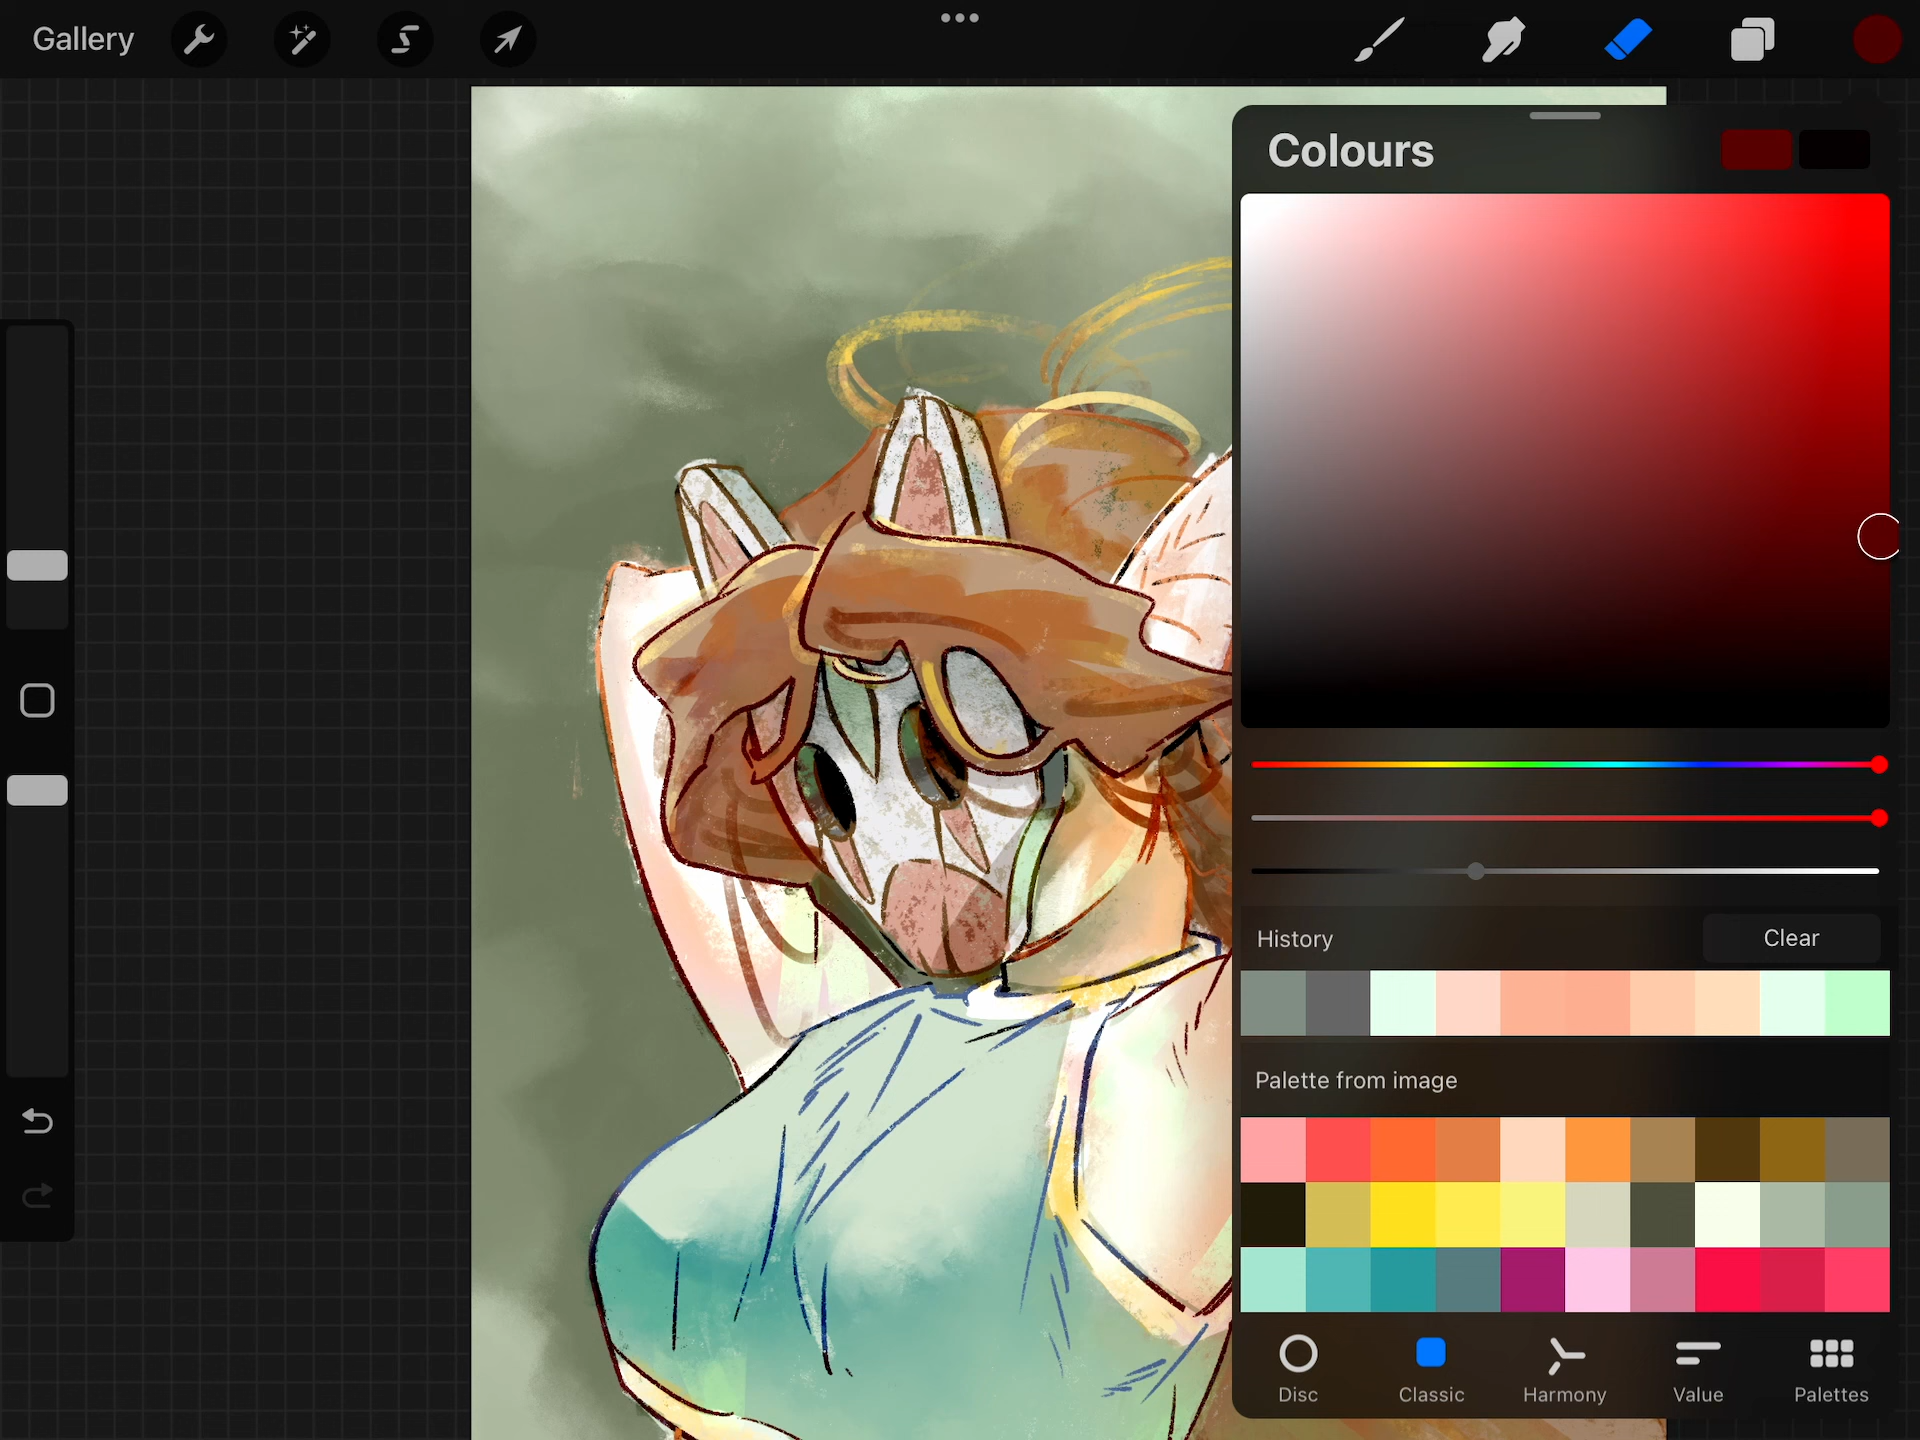 Gallery
Colours
History
Clear
Palette from image
Disc
Classic
Harmony
Value
Palettes